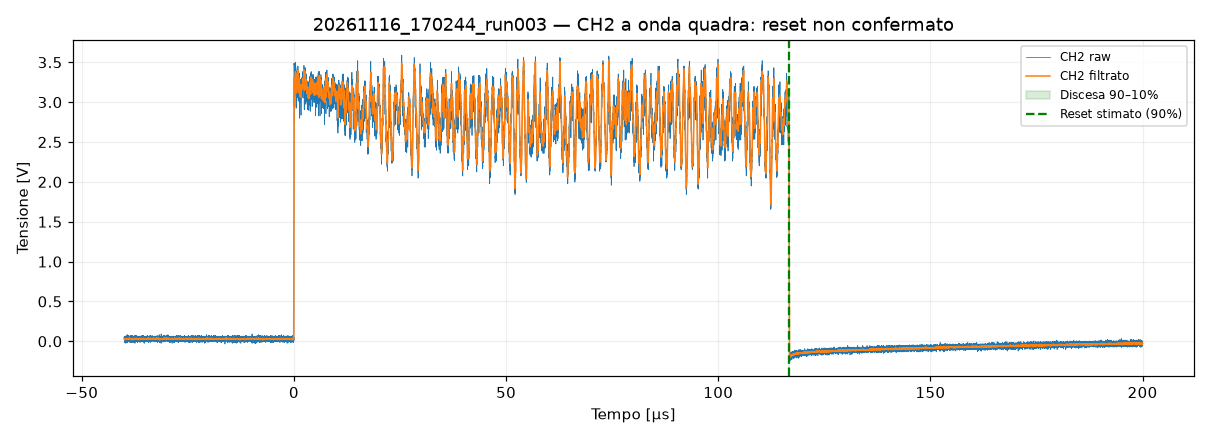 20261116_170244_run003 — CH2 a onda quadra: reset non confermato
CH2 raw
CH2 filtrato
Discesa 90–10%
Reset stimato (90%)
Tensione [V]
3.5
3.0
2.5
2.0
1.5
1.0
0.5
0.0
−50
0
50
100
150
200
Tempo [µs]